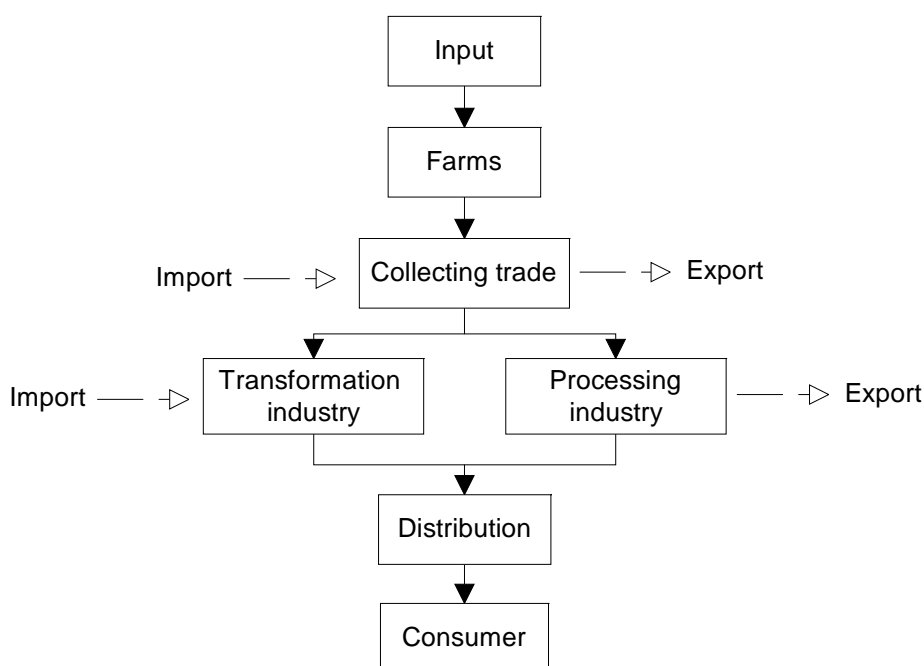 Input
Farms
Import
Collecting trade
Export
Import
Transformation
industry
Processing
industry
Export
Distribution
Consumer